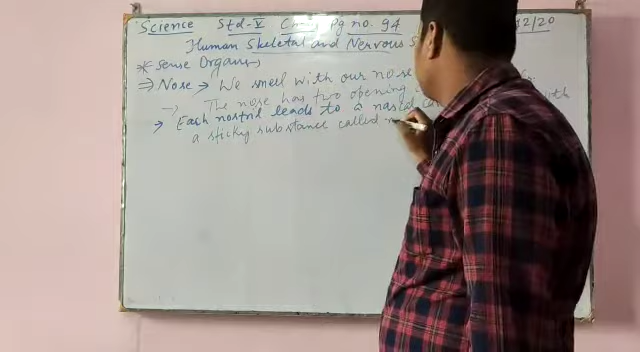 Science Std-V Pg no. 94 12/20
Human Skeletal and Nervous S
* Sense Organs→
⇒ Nose → We smell with our nose
→ The nose has two opening
→ Each nostril leads to a nasal with
a sticky substance called